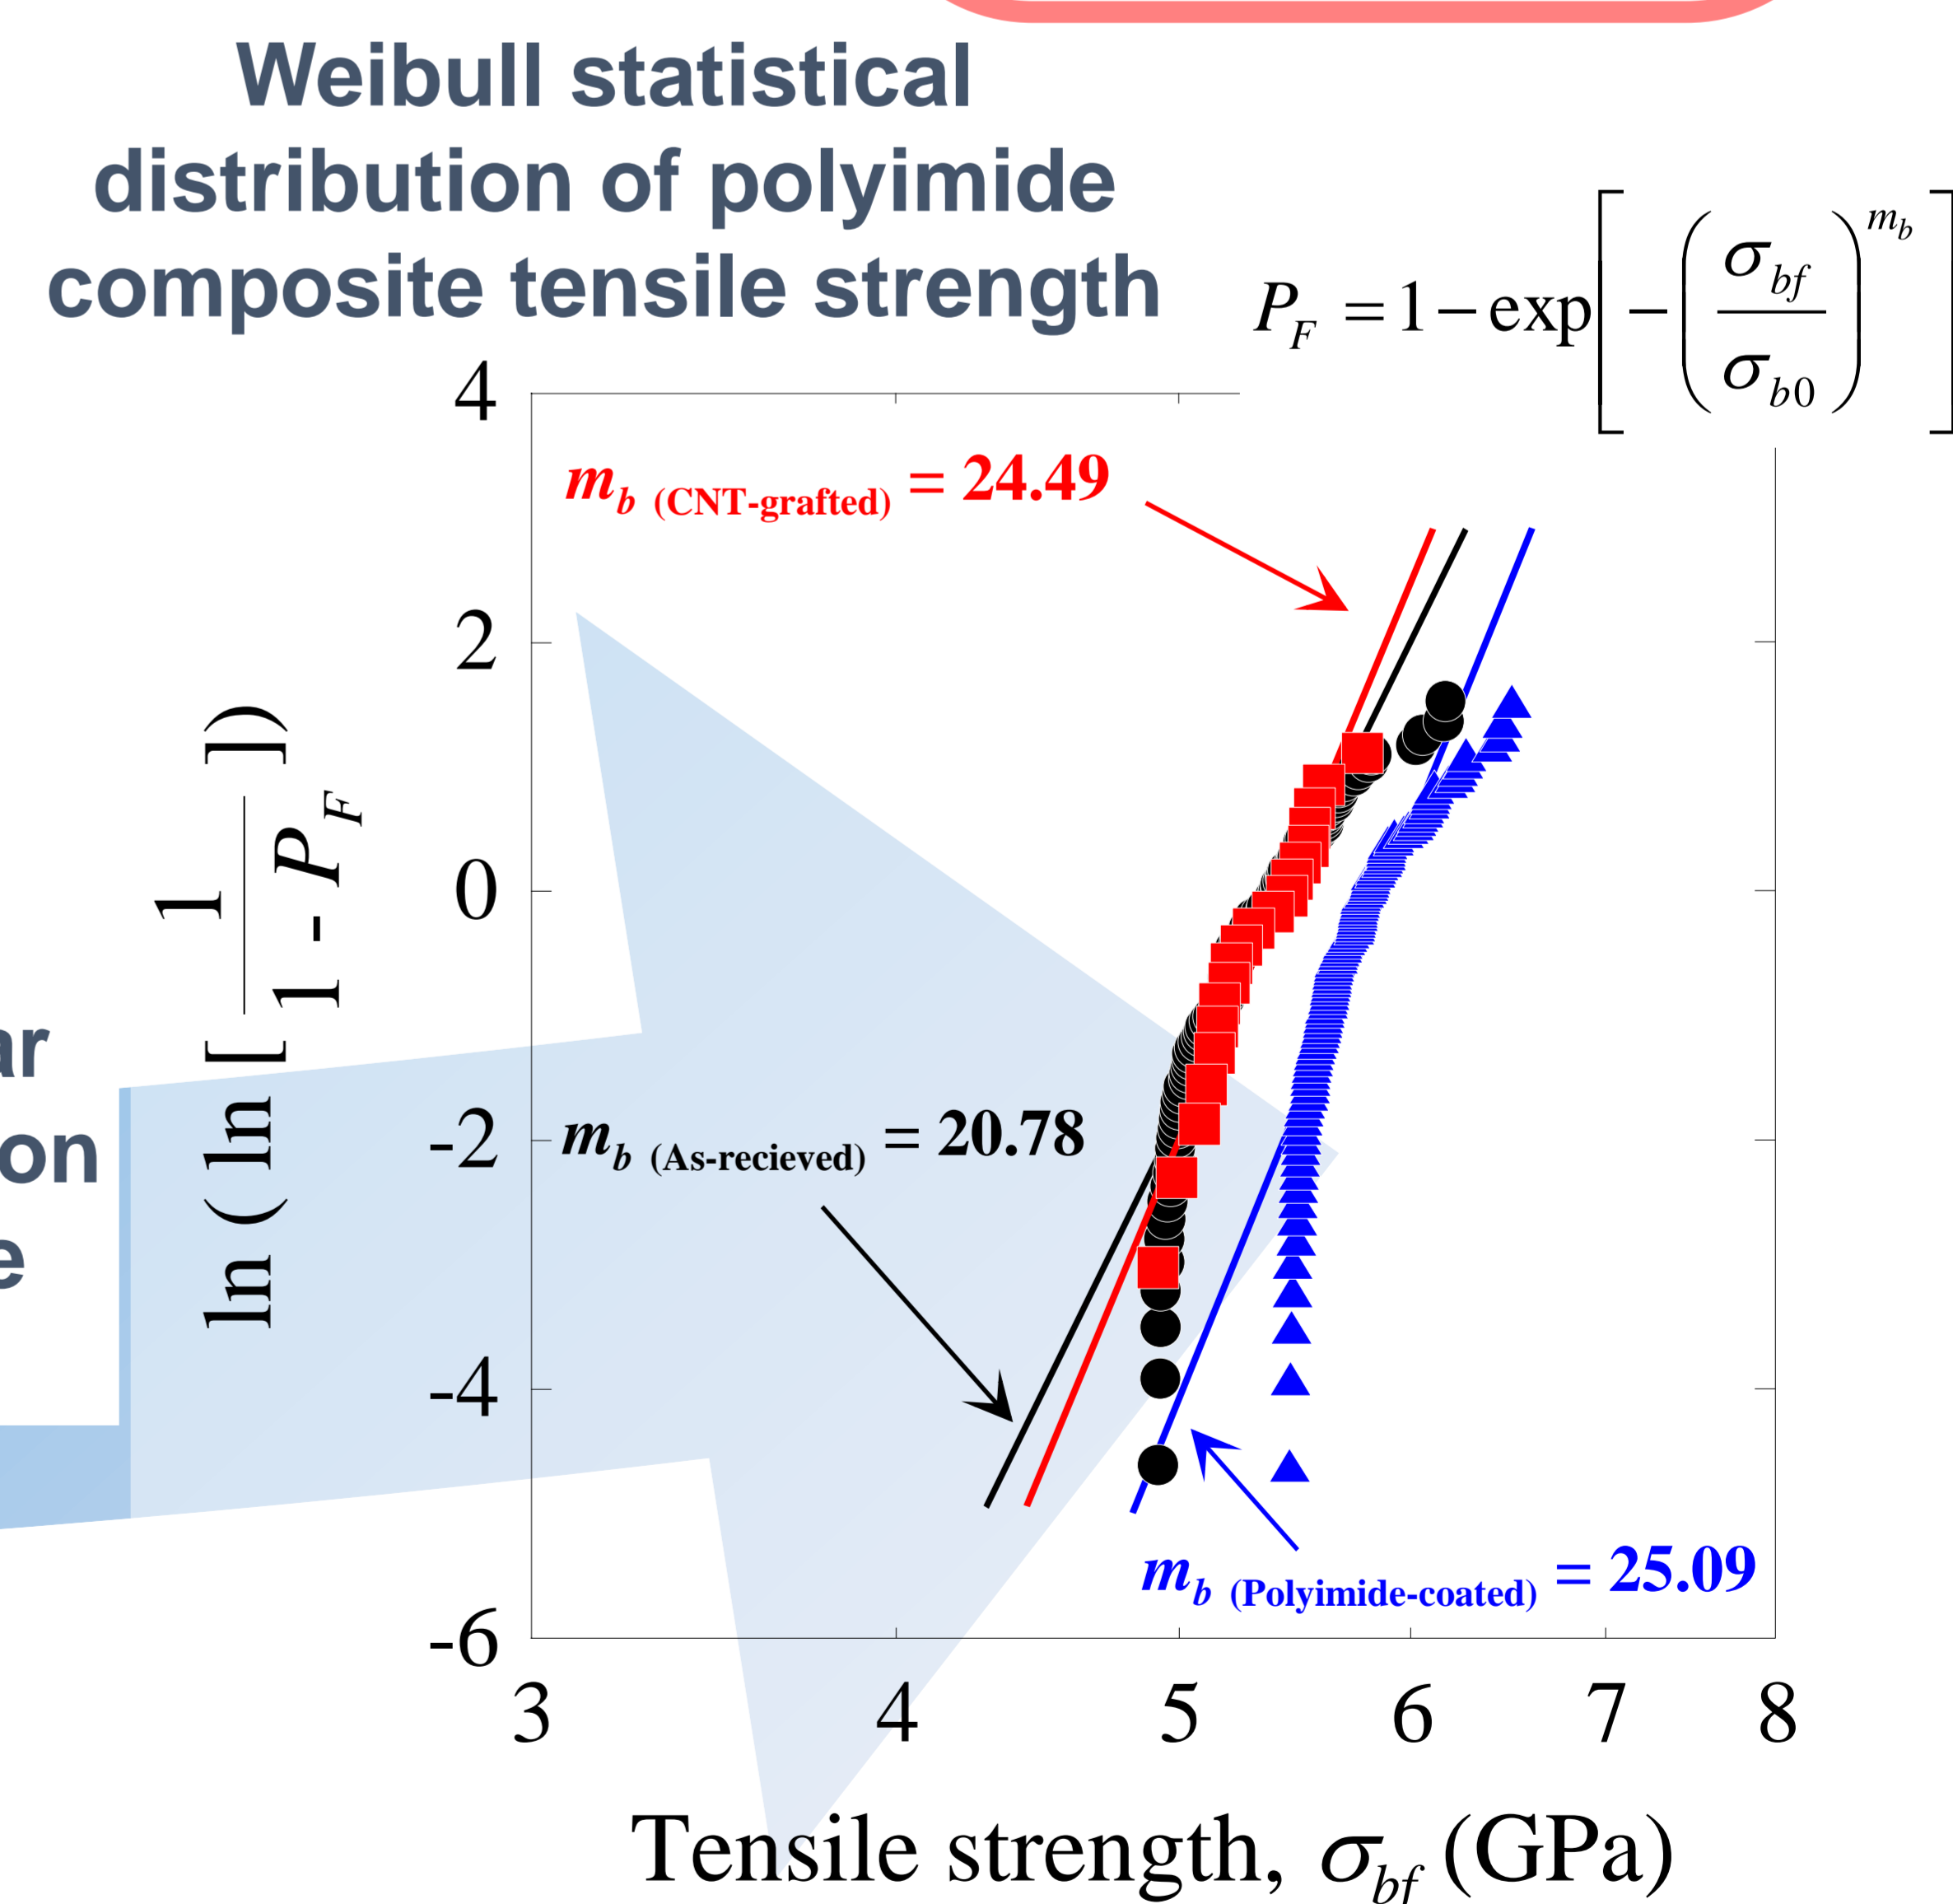 Weibull statistical
distribution of polyimide
composite tensile strength
P_F = 1 − exp[ −( σ_bf / σ_b0 )^m_b ]
4
m_b (CNT-grafted) = 24.49
2
0
ln ( ln [ 1 / 1 - P_F ])
ar
on
e
m_b (As-recieved) = 20.78
-2
-4
m_b (Polyimide-coated) = 25.09
-6
3 4 5 6 7 8
Tensile strength, σ_bf (GPa)